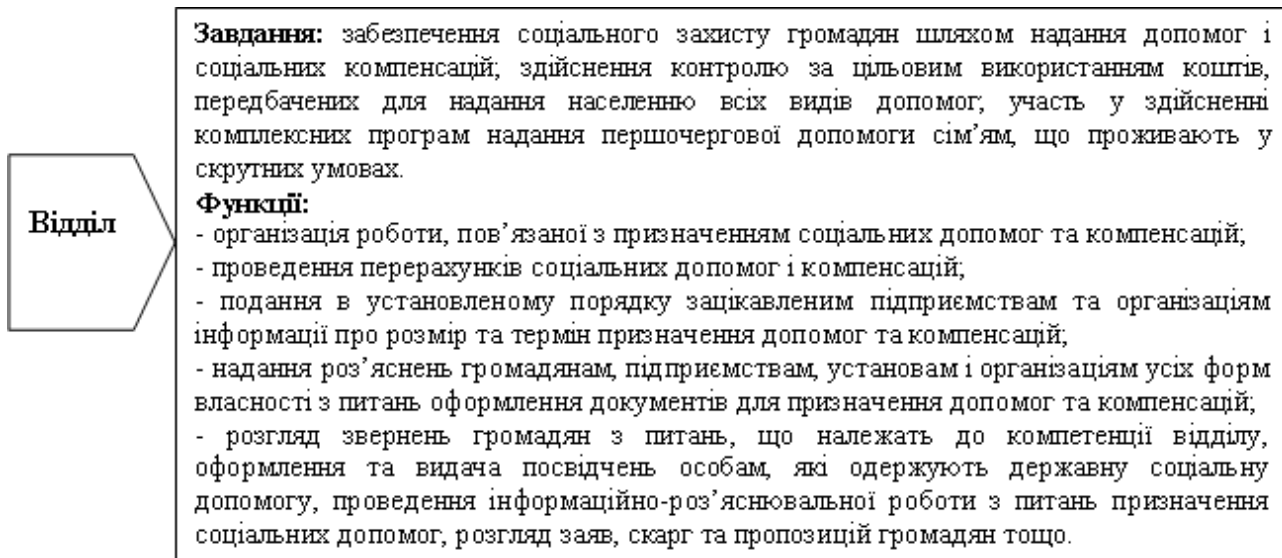 Відділ
Завдання: забезпечення соціального захисту громадян шляхом надання допомог і
соціальних компенсацій; здійснення контролю за цільовим використанням коштів,
передбачених для надання населенню всіх видів допомог; участь у здійсненні
комплексних програм надання першочергової допомоги сім’ям, що проживають у
скрутних умовах.
Функції:
- організація роботи, пов’язаної з призначенням соціальних допомог та компенсацій;
- проведення перерахунків соціальних допомог і компенсацій;
- подання в установленому порядку зацікавленим підприємствам та організаціям
інформації про розмір та термін призначення допомог та компенсацій;
- надання роз’яснень громадянам, підприємствам, установам і організаціям усіх форм
власності з питань оформлення документів для призначення допомог та компенсацій;
- розгляд звернень громадян з питань, що належать до компетенції відділу,
оформлення та видача посвідчень особам, які одержують державну соціальну
допомогу, проведення інформаційно-роз’яснювальної роботи з питань призначення
соціальних допомог, розгляд заяв, скарг та пропозицій громадян тощо.